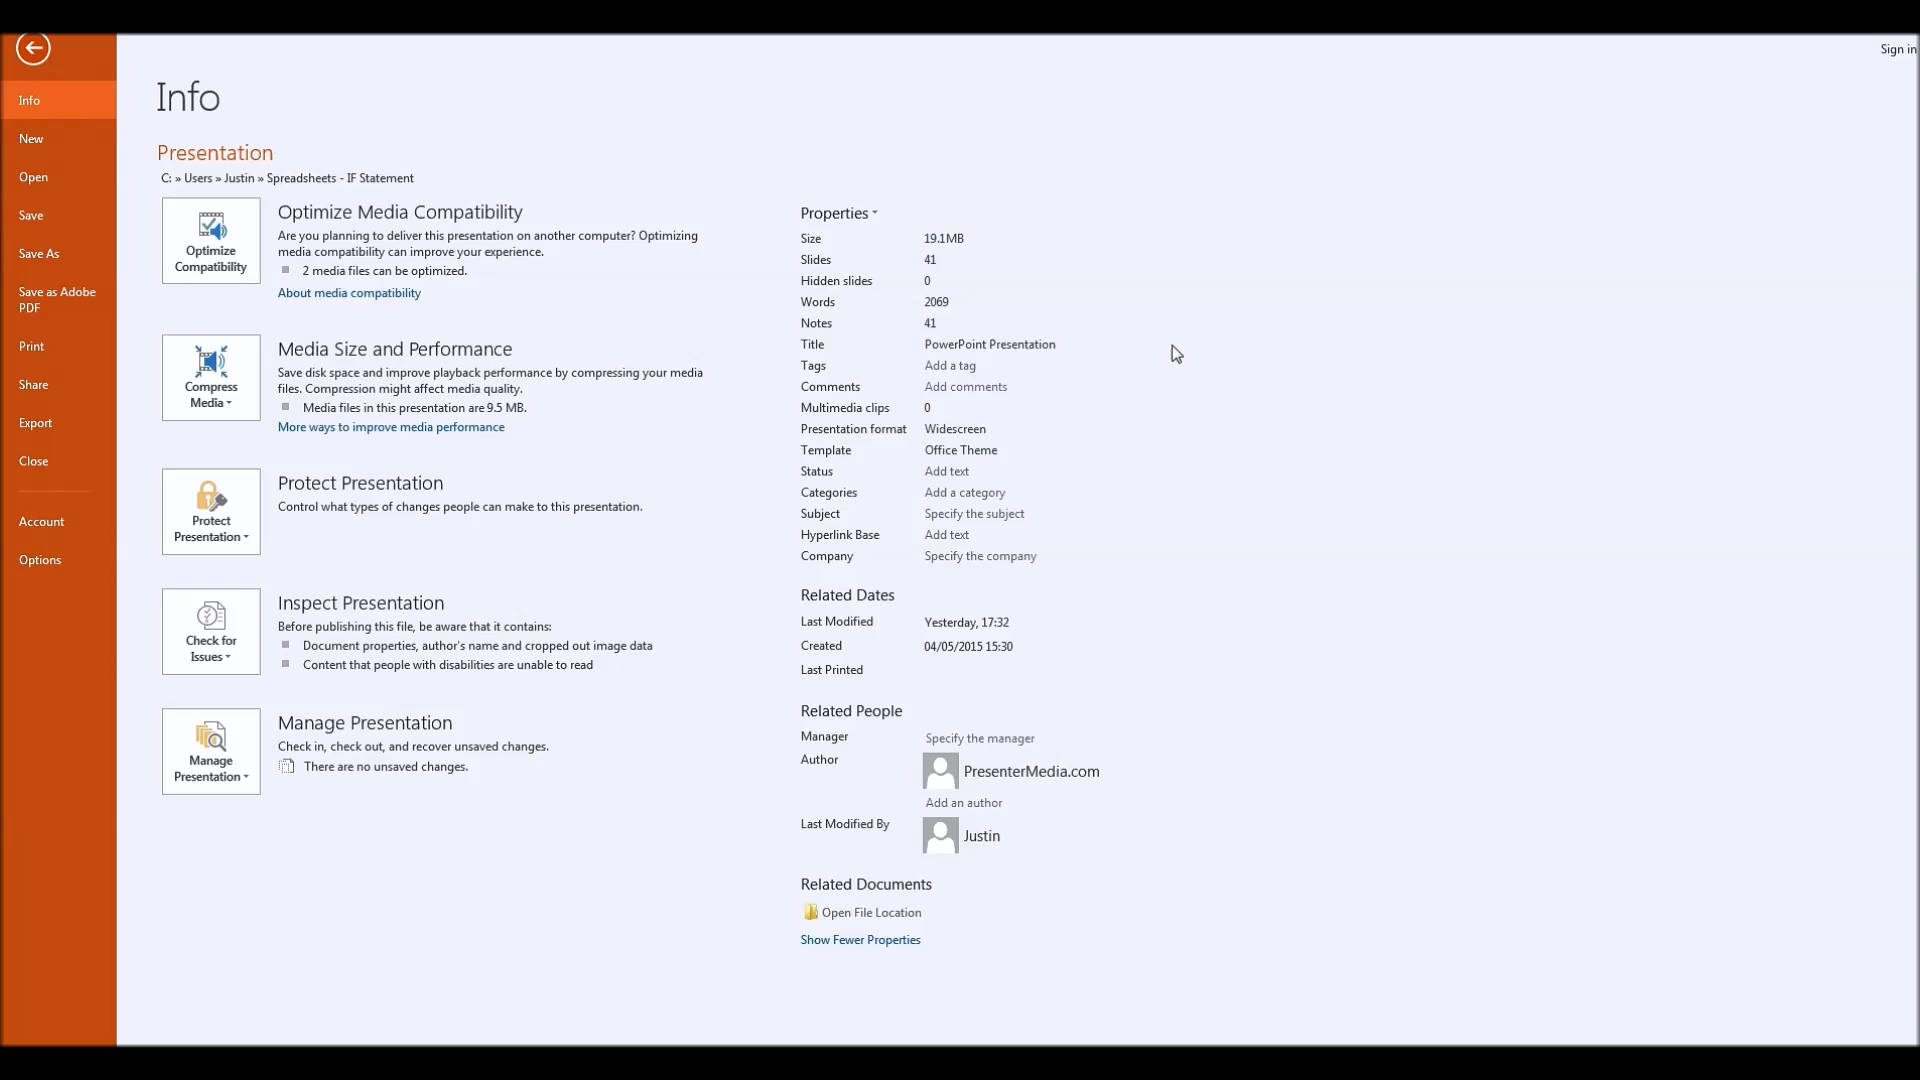 Sign in
Info
New
Open
Save
Save As
Save as Adobe
PDF
Print
Share
Export
Close
Account
Options
Info
Presentation
C: » Users » Justin » Spreadsheets - IF Statement
Optimize
Compatibility
Optimize Media Compatibility
Are you planning to deliver this presentation on another computer? Optimizing
media compatibility can improve your experience.
2 media files can be optimized.
About media compatibility
Compress
Media
Media Size and Performance
Save disk space and improve playback performance by compressing your media
files. Compression might affect media quality.
Media files in this presentation are 9.5 MB.
More ways to improve media performance
Protect
Presentation
Protect Presentation
Control what types of changes people can make to this presentation.
Check for
Issues
Inspect Presentation
Before publishing this file, be aware that it contains:
Document properties, author's name and cropped out image data
Content that people with disabilities are unable to read
Manage
Presentation
Manage Presentation
Check in, check out, and recover unsaved changes.
There are no unsaved changes.
Properties
Size 19.1MB
Slides 41
Hidden slides 0
Words 2069
Notes 41
Title PowerPoint Presentation
Tags Add a tag
Comments Add comments
Multimedia clips 0
Presentation format Widescreen
Template Office Theme
Status Add text
Categories Add a category
Subject Specify the subject
Hyperlink Base Add text
Company Specify the company
Related Dates
Last Modified Yesterday, 17:32
Created 04/05/2015 15:30
Last Printed
Related People
Manager Specify the manager
Author PresenterMedia.com
Add an author
Last Modified By Justin
Related Documents
Open File Location
Show Fewer Properties